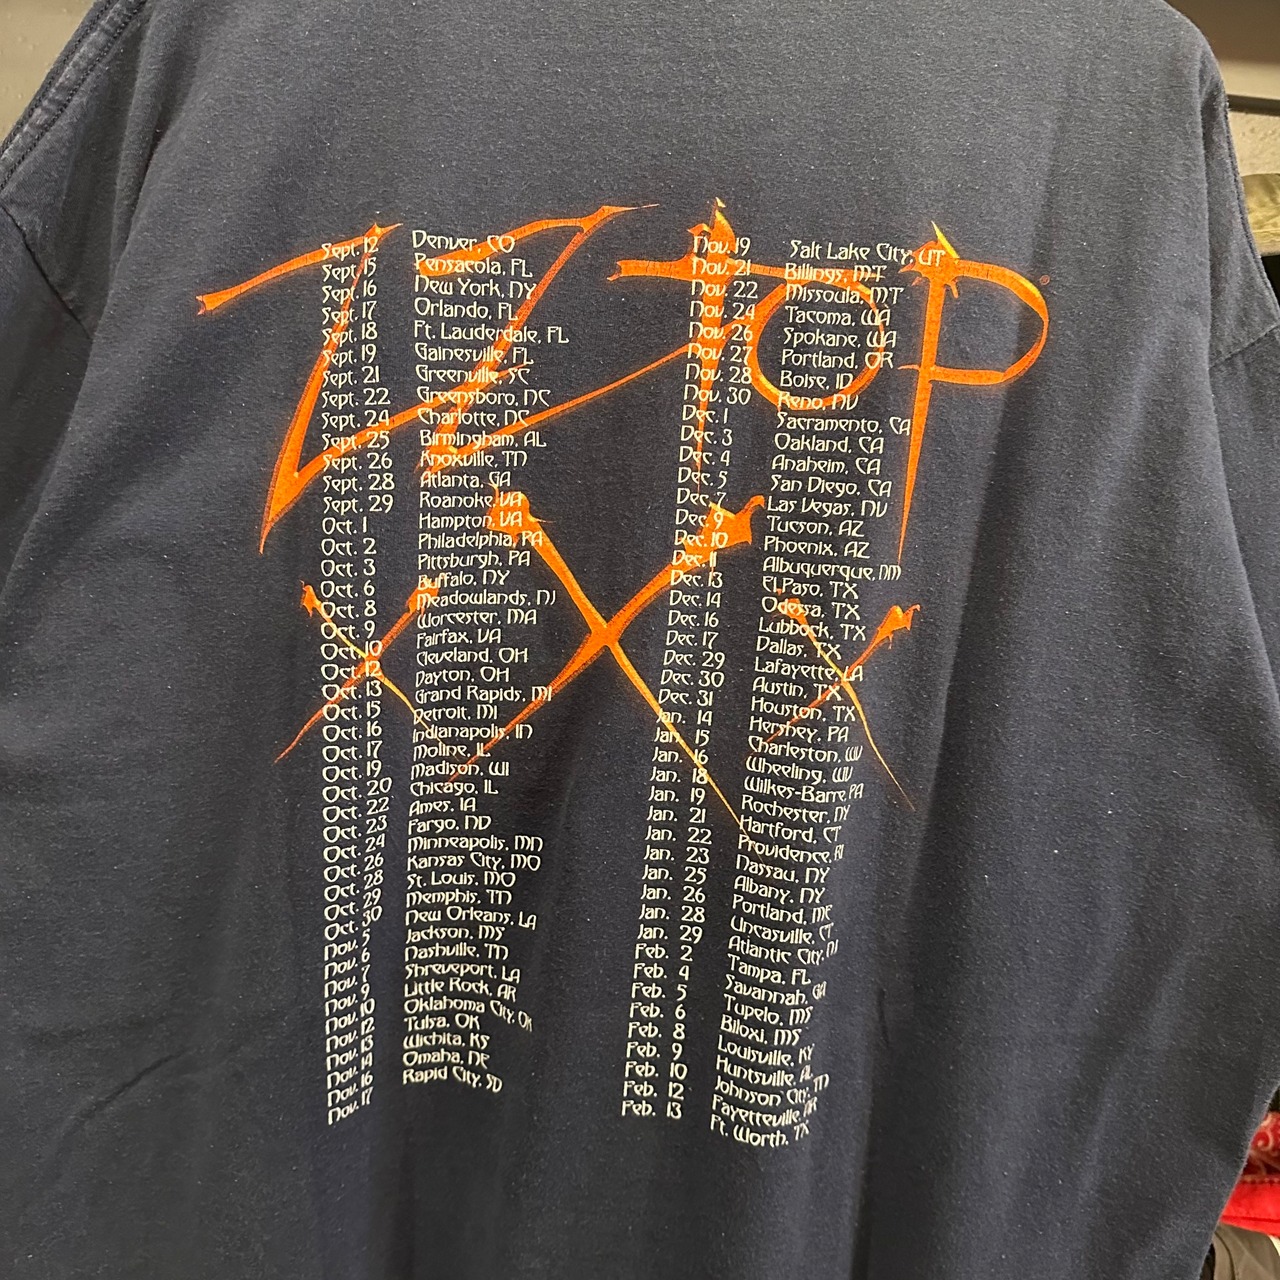 ZZ TOP
XXX
Sept. 12 Denver, CO
Sept. 15 Pensacola, FL
Sept. 16 New York, NY
Sept. 17 Orlando, FL
Sept. 18 Ft. Lauderdale, FL
Sept. 19 Gainesville, FL
Sept. 21 Greenville, SC
Sept. 22 Greensboro, NC
Sept. 24 Charlotte, NC
Sept. 25 Birmingham, AL
Sept. 26 Knoxville, TN
Sept. 28 Atlanta, GA
Sept. 29 Roanoke, VA
Oct. 1 Hampton, VA
Oct. 2 Philadelphia, PA
Oct. 3 Pittsburgh, PA
Oct. 6 Buffalo, NY
Oct. 8 Meadowlands, NJ
Oct. 9 Worcester, MA
Oct. 10 Fairfax, VA
Oct. 12 Cleveland, OH
Oct. 13 Dayton, OH
Oct. 15 Grand Rapids, MI
Oct. 16 Detroit, MI
Oct. 17 Indianapolis, IN
Oct. 19 Moline, IL
Oct. 20 Madison, WI
Oct. 22 Chicago, IL
Oct. 23 Ames, IA
Oct. 24 Fargo, ND
Oct. 26 Minneapolis, MN
Oct. 28 Kansas City, MO
Oct. 29 St. Louis, MO
Oct. 30 Memphis, TN
Nov. 5 New Orleans, LA
Nov. 6 Jackson, MS
Nov. 7 Nashville, TN
Nov. 9 Shreveport, LA
Nov. 10 Little Rock, AR
Nov. 12 Oklahoma City, OK
Nov. 13 Tulsa, OK
Nov. 14 Wichita, KS
Nov. 16 Omaha, NE
Nov. 17 Rapid City, SD
Nov. 19 Salt Lake City, UT
Nov. 21 Billings, MT
Nov. 22 Missoula, MT
Nov. 24 Tacoma, WA
Nov. 26 Spokane, WA
Nov. 27 Portland, OR
Nov. 28 Boise, ID
Nov. 30 Reno, NV
Dec. 1 Sacramento, CA
Dec. 3 Oakland, CA
Dec. 4 Anaheim, CA
Dec. 5 San Diego, CA
Dec. 7 Las Vegas, NV
Dec. 9 Tucson, AZ
Dec. 10 Phoenix, AZ
Dec. 11 Albuquerque, NM
Dec. 13 El Paso, TX
Dec. 14 Odessa, TX
Dec. 16 Lubbock, TX
Dec. 17 Dallas, TX
Dec. 29 Lafayette, LA
Dec. 30 Austin, TX
Dec. 31 Houston, TX
Jan. 14 Hershey, PA
Jan. 15 Charleston, WV
Jan. 16 Wheeling, WV
Jan. 18 Wilkes-Barre, PA
Jan. 19 Rochester, NY
Jan. 21 Hartford, CT
Jan. 22 Providence, RI
Jan. 23 Nassau, NY
Jan. 25 Albany, NY
Jan. 26 Portland, ME
Jan. 28 Uncasville, CT
Jan. 29 Atlantic City, NJ
Feb. 2 Tampa, FL
Feb. 4 Savannah, GA
Feb. 5 Tupelo, MS
Feb. 6 Biloxi, MS
Feb. 8 Louisville, KY
Feb. 9 Huntsville, AL
Feb. 10 Johnson City, TN
Feb. 12 Fayetteville, AR
Feb. 13 Ft. Worth, TX